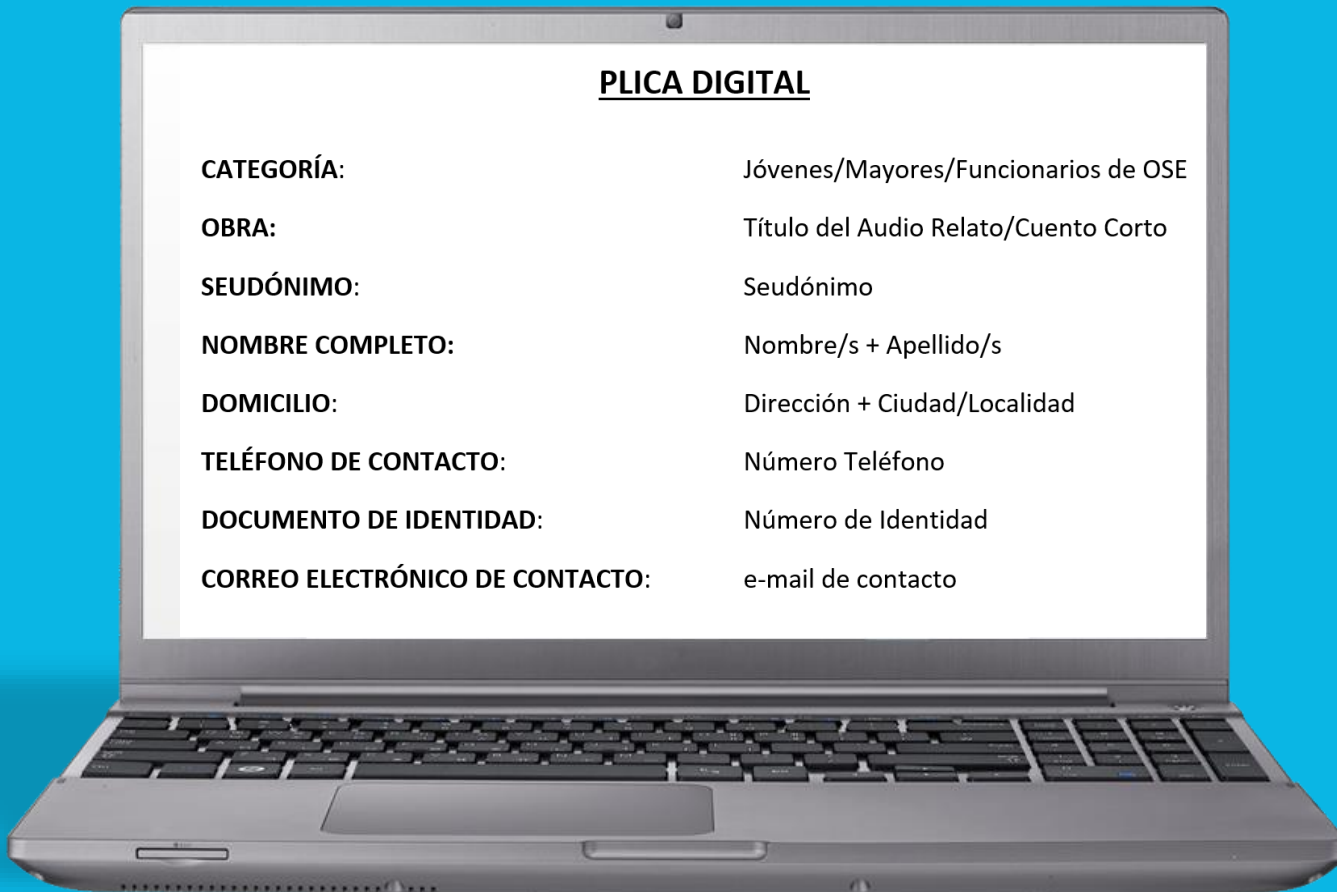 PLICA DIGITAL
CATEGORÍA: Jóvenes/Mayores/Funcionarios de OSE
OBRA: Título del Audio Relato/Cuento Corto
SEUDÓNIMO: Seudónimo
NOMBRE COMPLETO: Nombre/s + Apellido/s
DOMICILIO: Dirección + Ciudad/Localidad
TELÉFONO DE CONTACTO: Número Teléfono
DOCUMENTO DE IDENTIDAD: Número de Identidad
CORREO ELECTRÓNICO DE CONTACTO: e-mail de contacto